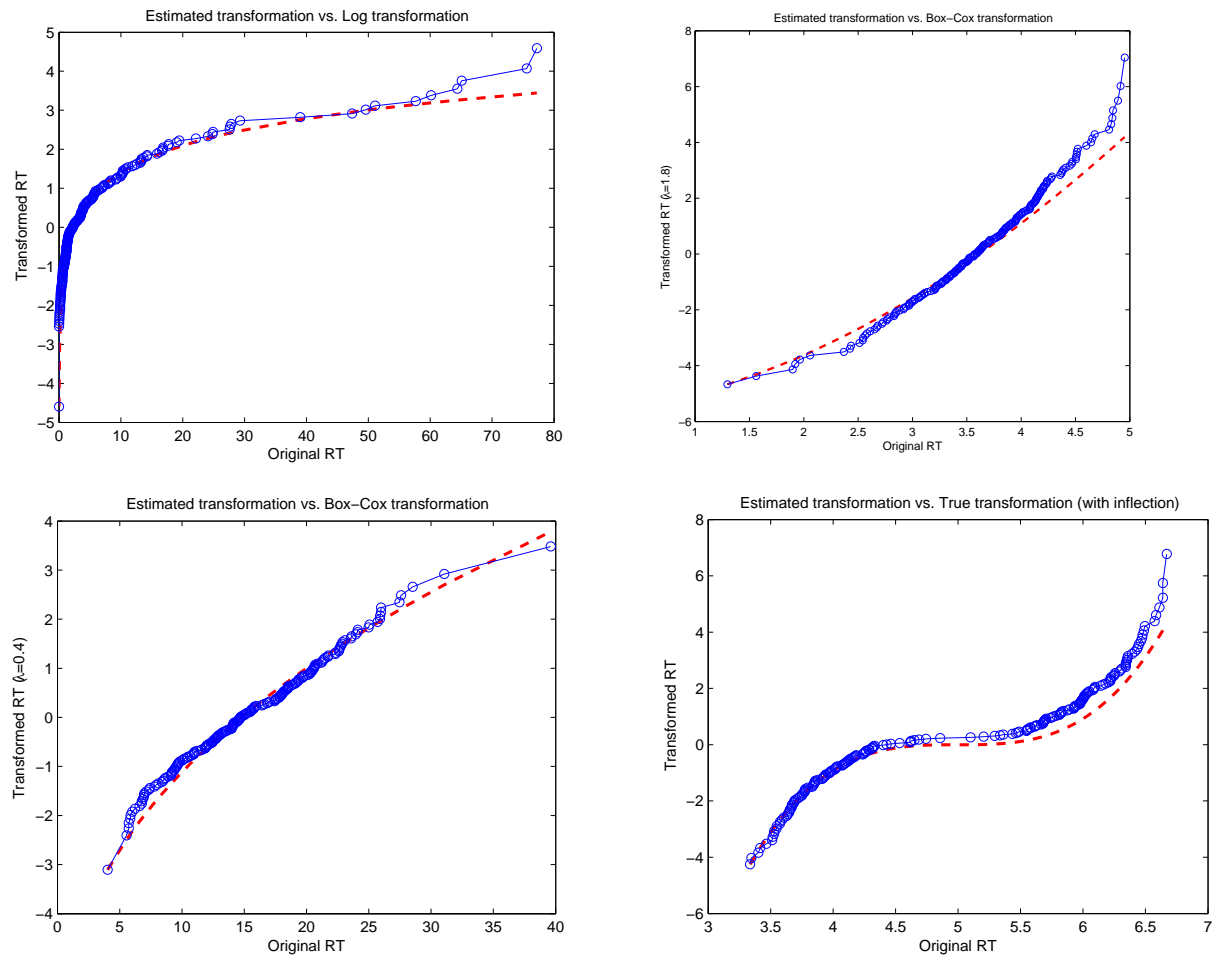 Estimated transformation vs. Log transformation
5
4
3
2
1
0
−1
−2
−3
−4
−5
Transformed RT
0 10 20 30 40 50 60 70 80
Original RT
Estimated transformation vs. Box−Cox transformation
8
6
4
2
0
−2
−4
−6
Transformed RT (λ=1.8)
1 1.5 2 2.5 3 3.5 4 4.5 5
Original RT
Estimated transformation vs. Box−Cox transformation
4
3
2
1
0
−1
−2
−3
−4
Transformed RT (λ=0.4)
0 5 10 15 20 25 30 35 40
Original RT
Estimated transformation vs. True transformation (with inflection)
8
6
4
2
0
−2
−4
−6
Transformed RT
3 3.5 4 4.5 5 5.5 6 6.5 7
Original RT